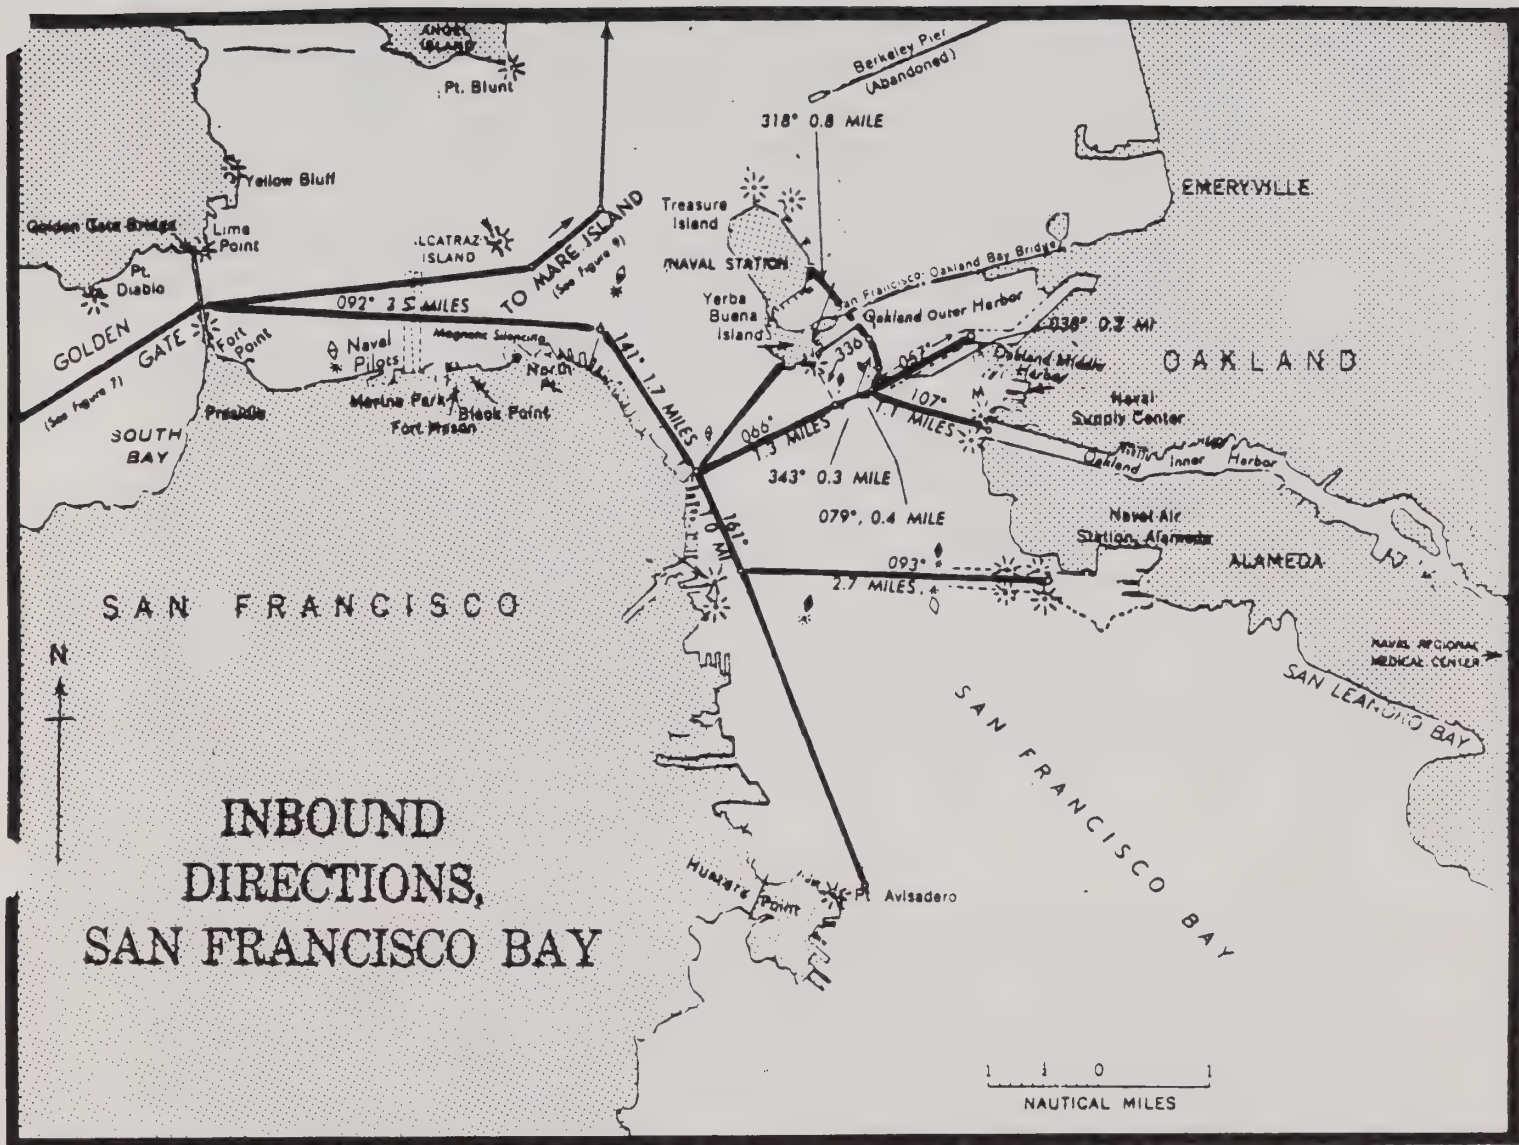 ANGEL
ISLAND
Pt. Blunt
Berkeley Pier
(Abandoned)
318° 0.8 MILE
Yellow Bluff
EMERYVILLE
Golden Gate Bridge
Lime
Point
Treasure
Island
ALCATRAZ
ISLAND
TO MARE ISLAND
(See Figure 9)
NAVAL STATION
San Francisco-Oakland Bay Bridge
Pt.
Diablo
Yerba
Buena
Island
Oakland Outer Harbor
092° 3.5 MILES
038° 0.2 MI
GOLDEN
GATE
(See Figure 7)
Fort
Point
Naval
Pilots
Magnetic Silencing
North
Pt.
141° 1.7 MILES
336°
057°
Oakland Middle
Harbor
OAKLAND
Marina Park
Fort Mason
Black Point
Presidio
107°
1.1 MILES
Naval
Supply Center
SOUTH
BAY
066°
1.3 MILES
Oakland Inner Harbor
343° 0.3 MILE
079°, 0.4 MILE
161°
1.0 MI
Naval Air
Station, Alameda
ALAMEDA
093°
2.7 MILES
SAN FRANCISCO
N
NAVAL REGIONAL
MEDICAL CENTER
SAN LEANDRO BAY
SAN FRANCISCO BAY
INBOUND
DIRECTIONS,
SAN FRANCISCO BAY
Hunters
Point
Pt Avisadero
1 ½ 0 1
NAUTICAL MILES